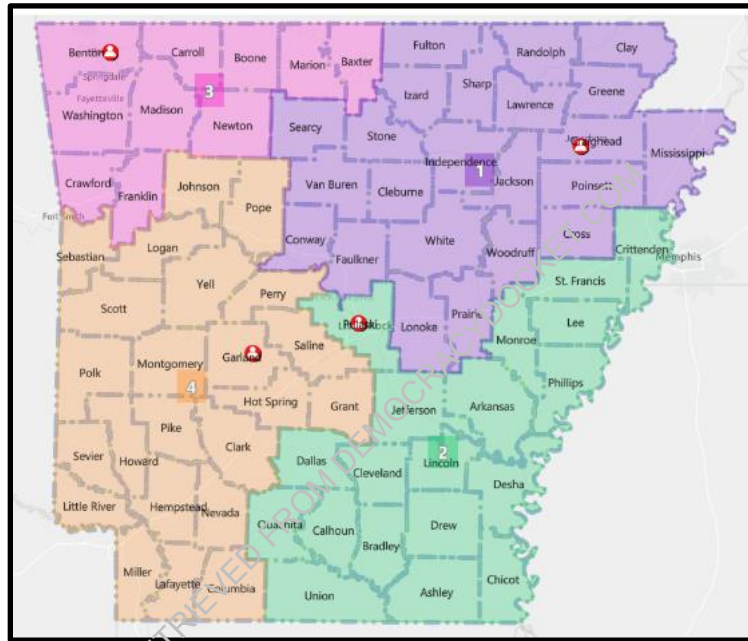 Fulton
Randolph
Clay
Benton
Carroll
Boone
Marion
Baxter
Springdale
Sharp
Izard
Greene
Fayetteville
3
Lawrence
Washington
Madison
Newton
Searcy
Stone
Craighead
Mississippi
Independence
1
Jackson
Crawford
Franklin
Johnson
Van Buren
Cleburne
Poinsett
Pope
Fort Smith
Conway
White
Woodruff
Cross
Crittenden
Memphis
Logan
Sebastian
Faulkner
St. Francis
Yell
Perry
Scott
Pulaski
Lonoke
Prairie
Monroe
Lee
Saline
Garland
Montgomery
Polk
4
Phillips
Hot Spring
Grant
Jefferson
Arkansas
Pike
Clark
2
Lincoln
Sevier
Howard
Dallas
Cleveland
Desha
Little River
Hempstead
Nevada
Ouachita
Calhoun
Drew
Bradley
Miller
Lafayette
Columbia
Union
Ashley
Chicot
RETRIEVED FROM DEMOCRACYDOCKET.COM